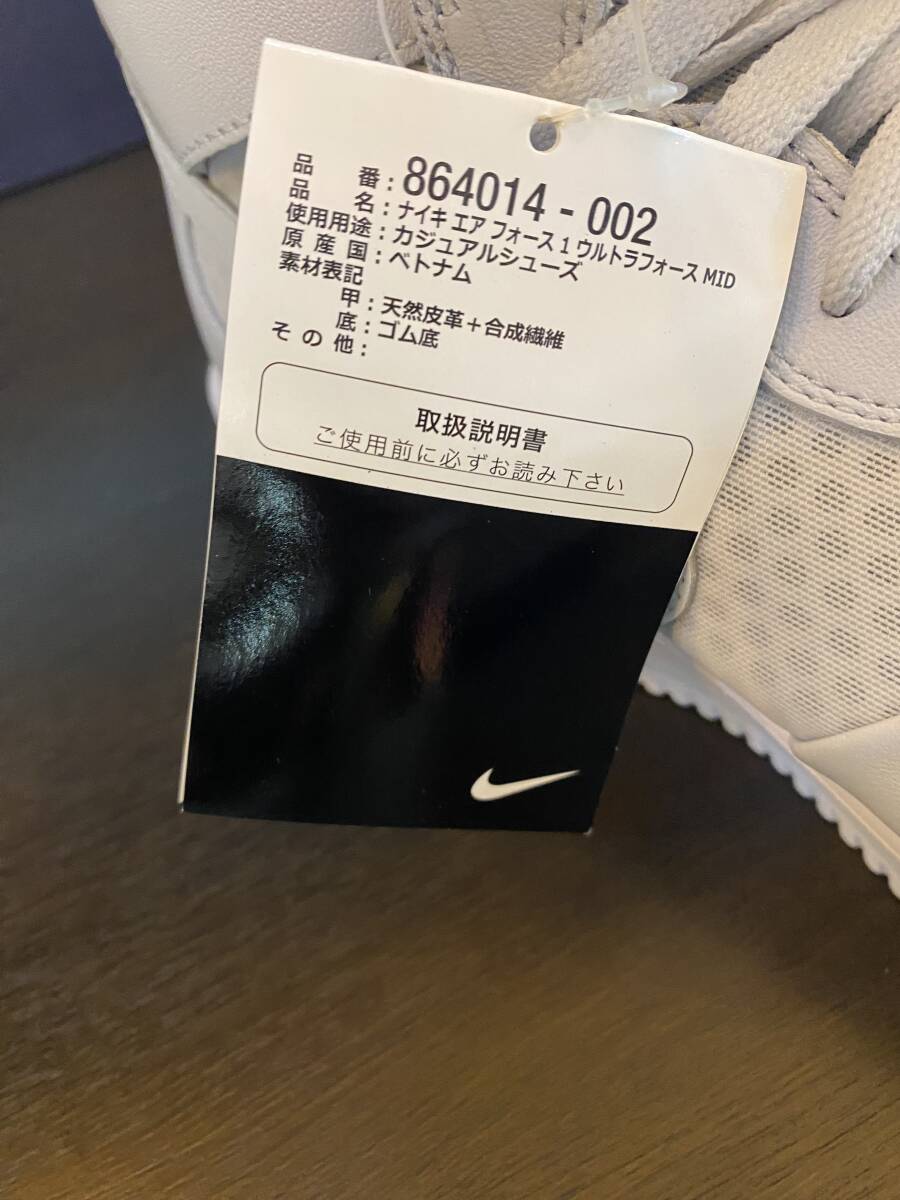 品 番：864014 - 002
品 名：ナイキ エア フォース 1 ウルトラフォース MID
使用用途：カジュアルシューズ
原 産 国：ベトナム
素材表記
甲：天然皮革＋合成繊維
底：ゴム底
そ の 他：
取扱説明書
ご使用前に必ずお読み下さい